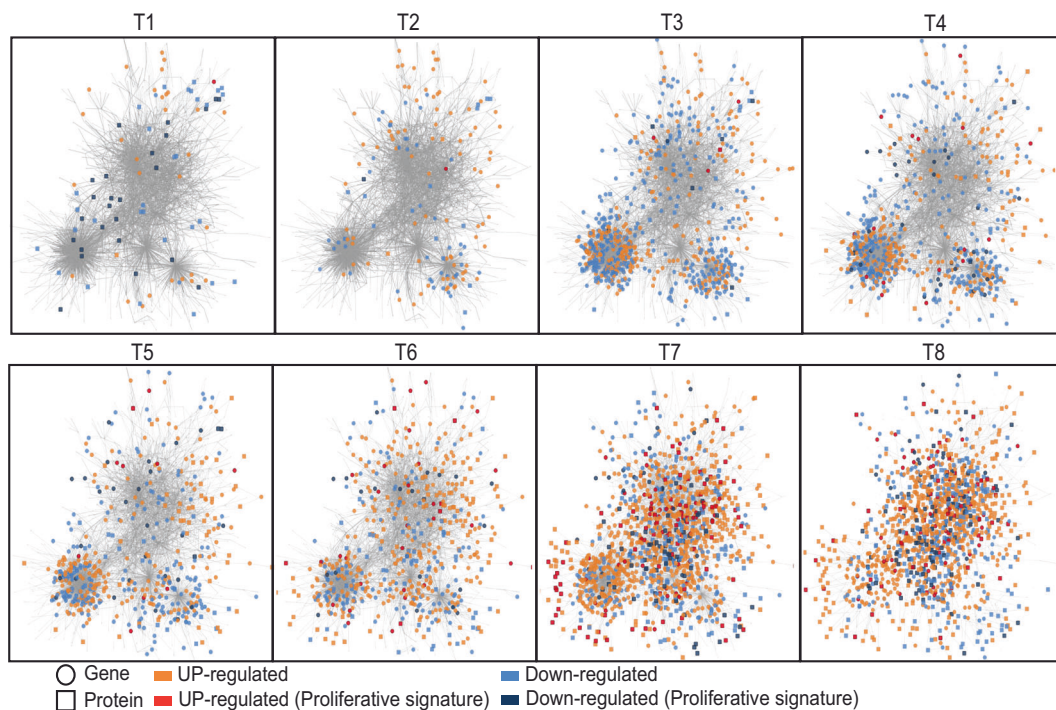 T1 T2 T3 T4
T5 T6 T7 T8
Gene UP-regulated Down-regulated
Protein UP-regulated (Proliferative signature) Down-regulated (Proliferative signature)